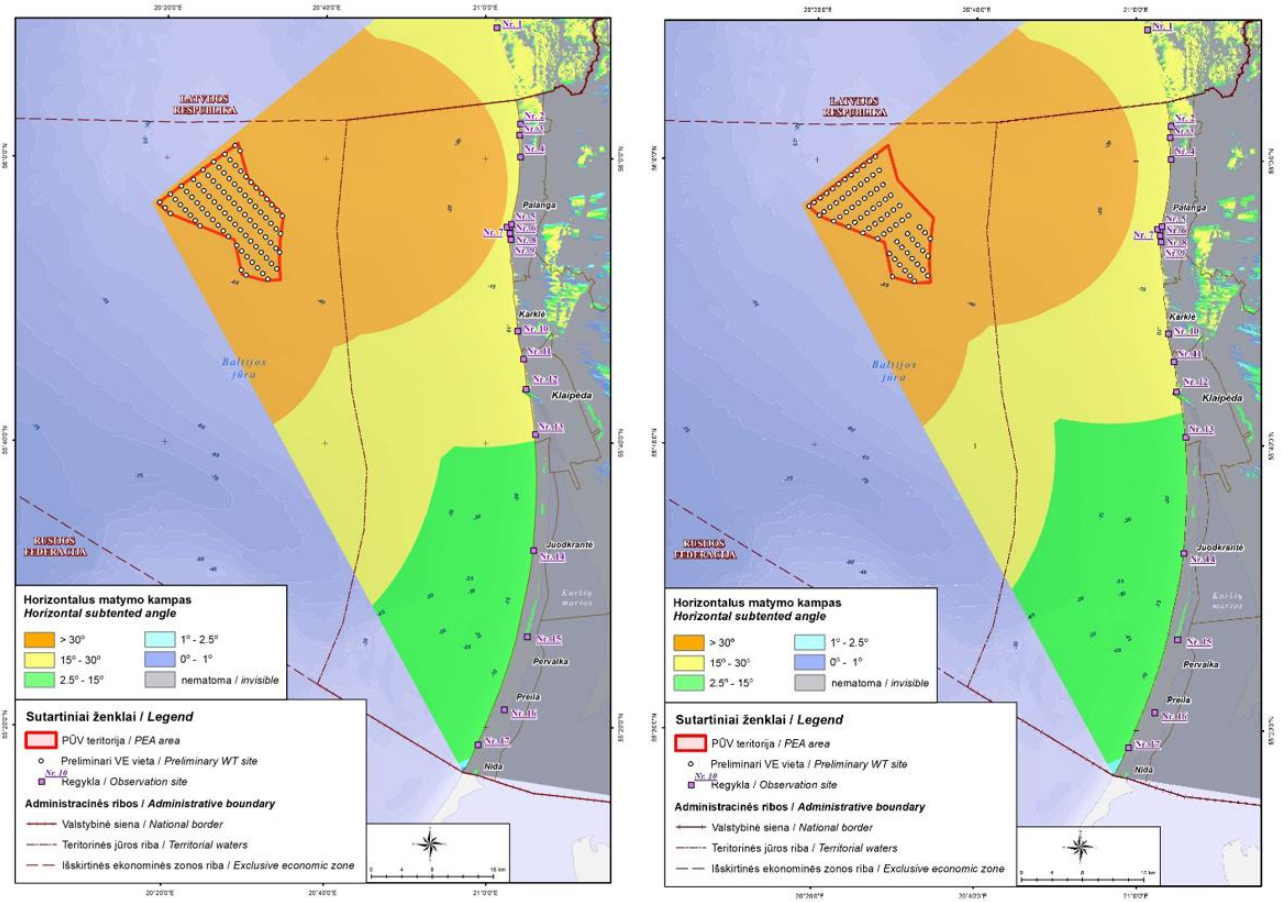 20°20'0"E 20°40'0"E 21°0'0"E
Nr. 1
LATVIJOS
RESPUBLIKA
Nr. 2
Nr. 3
Nr. 4
Palanga
Nr. 5
Nr. 6
Nr. 7
Nr. 8
Nr. 9
Karklė
Nr. 10
Nr. 11
Baltijos
jūra
Nr. 12
Klaipėda
Nr. 13
RUSIJOS
FEDERACIJA
Juodkrantė
Nr. 14
Kuršių
marios
Nr. 15
Pervalka
Preila
Nr. 16
Nr. 17
Nida
Horizontalus matymo kampas
Horizontal subtented angle
> 30° 1° - 2.5°
15° - 30° 0° - 1°
2.5° - 15° nematoma / invisible
Sutartiniai ženklai / Legend
PŪV teritorija / PEA area
Preliminari VE vieta / Preliminary WT site
Nr. 10
Regykla / Observation site
Administracinės ribos / Administrative boundary
Valstybinė siena / National border
Teritorinės jūros riba / Territorial waters
Išskirtinės ekonominės zonos riba / Exclusive economic zone
0 4 8 16 km
20°20'0"E 20°40'0"E 21°0'0"E
20°20'0"E 20°40'0"E 21°0'0"E
Nr. 1
LATVIJOS
RESPUBLIKA
Nr. 2
Nr. 3
Nr. 4
Palanga
Nr. 5
Nr. 6
Nr. 7
Nr. 8
Nr. 9
Karklė
Nr. 10
Nr. 11
Baltijos
jūra
Nr. 12
Klaipėda
Nr. 13
RUSIJOS
FEDERACIJA
Juodkrantė
Nr. 14
Kuršių
marios
Nr. 15
Pervalka
Preila
Nr. 16
Nr. 17
Nida
Horizontalus matymo kampas
Horizontal subtented angle
> 30° 1° - 2.5°
15° - 30° 0° - 1°
2.5° - 15° nematoma / invisible
Sutartiniai ženklai / Legend
PŪV teritorija / PEA area
Preliminari VE vieta / Preliminary WT site
Nr. 10
Regykla / Observation site
Administracinės ribos / Administrative boundary
Valstybinė siena / National border
Teritorinės jūros riba / Territorial waters
Išskirtinės ekonominės zonos riba / Exclusive economic zone